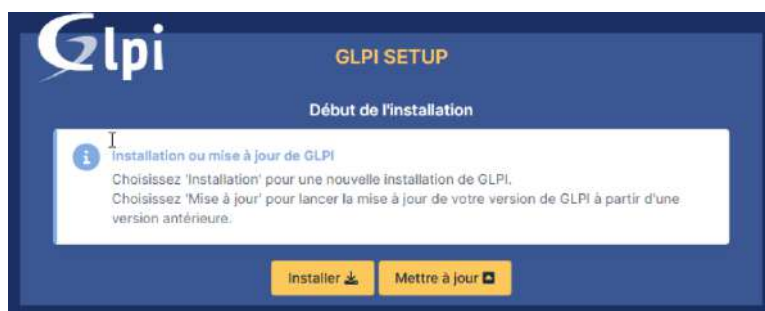 Glpi
GLPI SETUP
Début de l'installation
Installation ou mise à jour de GLPI
Choisissez 'Installation' pour une nouvelle installation de GLPI.
Choisissez 'Mise à jour' pour lancer la mise à jour de votre version de GLPI à partir d'une
version antérieure.
Installer Mettre à jour